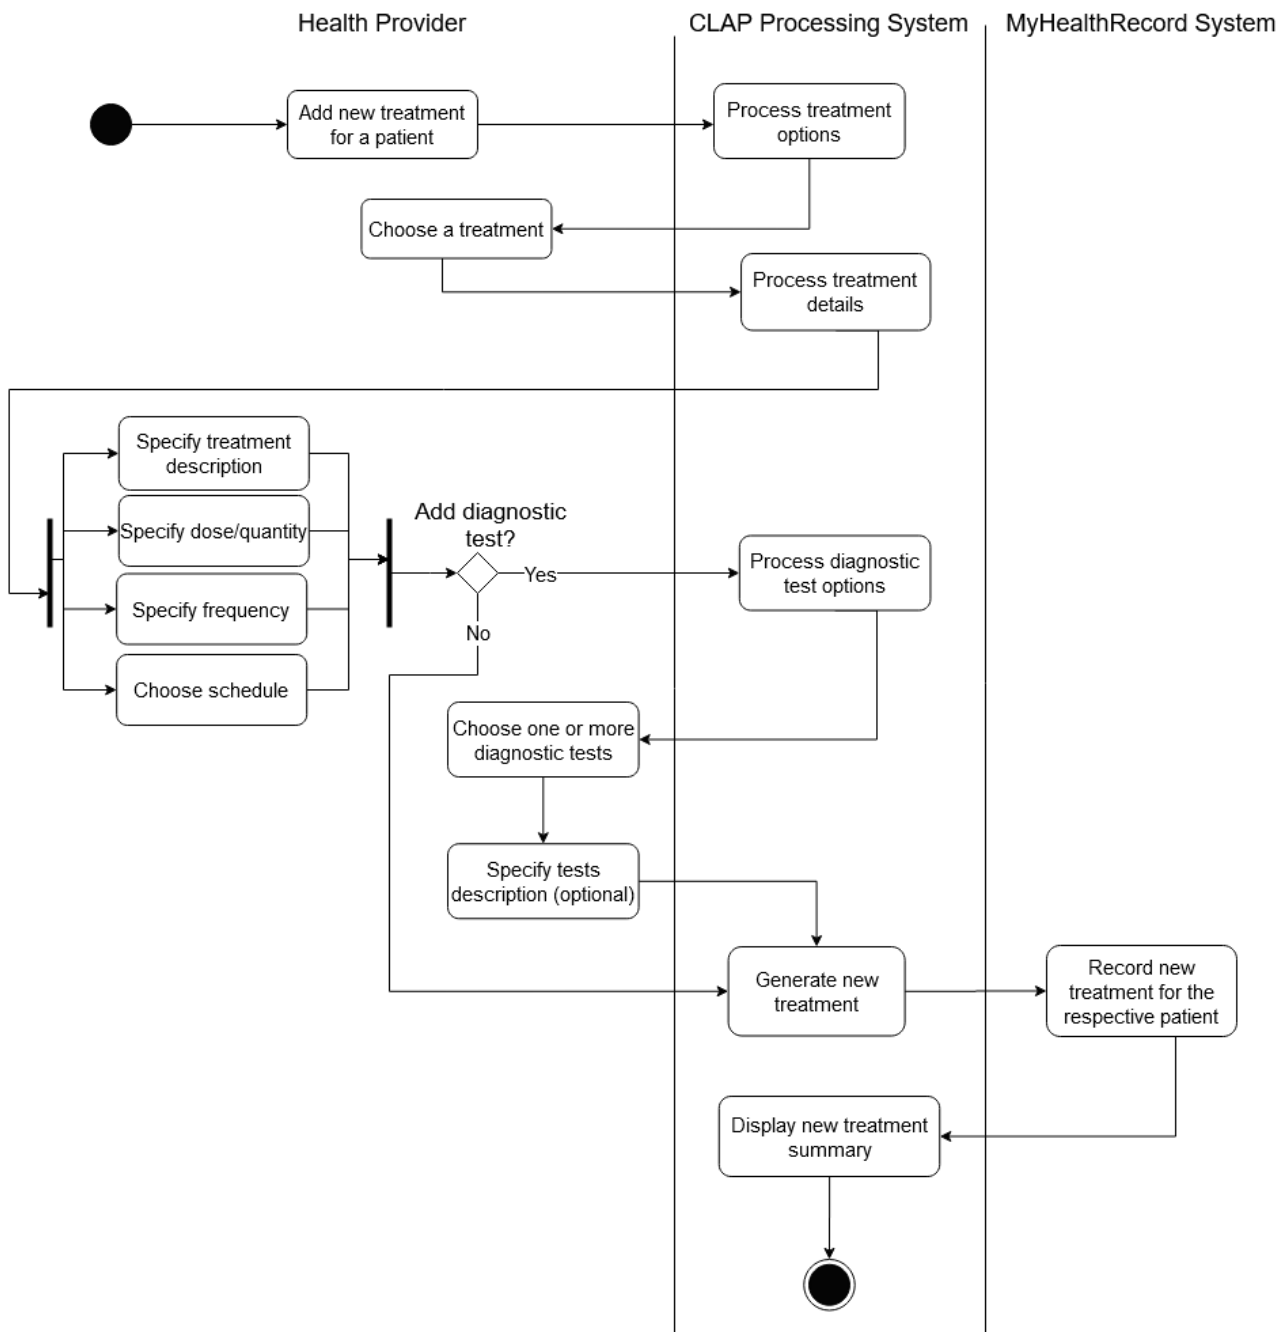 Health Provider
CLAP Processing System
MyHealthRecord System
Add new treatment
for a patient
Process treatment
options
Choose a treatment
Process treatment
details
Specify treatment
description
Specify dose/quantity
Specify frequency
Choose schedule
Add diagnostic
test?
Yes
No
Process diagnostic
test options
Choose one or more
diagnostic tests
Specify tests
description (optional)
Generate new
treatment
Record new
treatment for the
respective patient
Display new treatment
summary